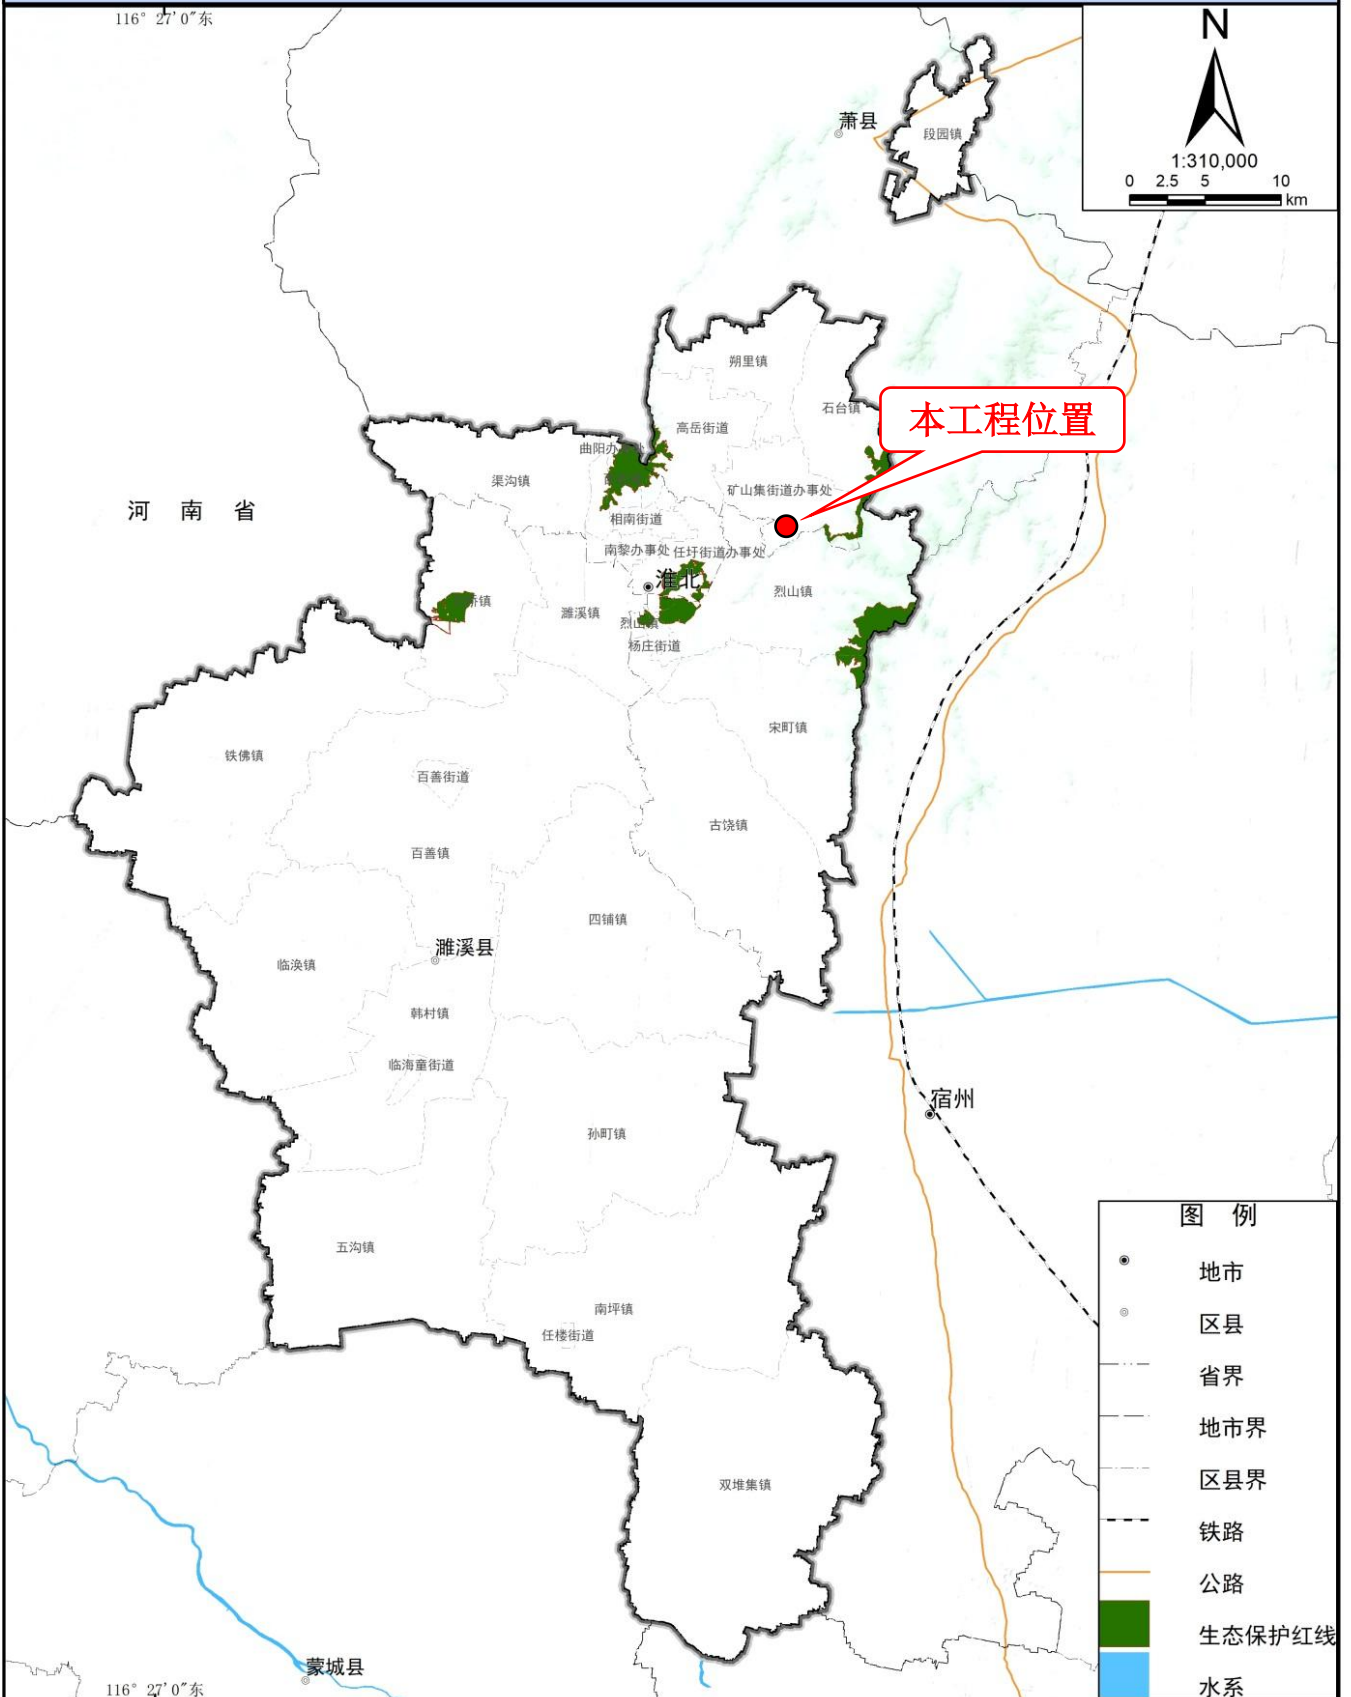 116° 27′0″东
N
1:310,000
0 2.5 5 10
km
萧县
段园镇
朔里镇
石台镇
本工程位置
高岳街道
渠沟镇
矿山集街道办事处
河 南 省
相南街道
南黎办事处
任圩街道办事处
淮北
烈山镇
濉溪镇
杨庄街道
宋町镇
铁佛镇
百善街道
古饶镇
百善镇
四铺镇
濉溪县
临涣镇
韩村镇
临海童街道
宿州
孙町镇
五沟镇
南坪镇
任楼街道
双堆集镇
蒙城县
116° 27′0″东
图 例
地市
区县
省界
地市界
区县界
铁路
公路
生态保护红线
水系